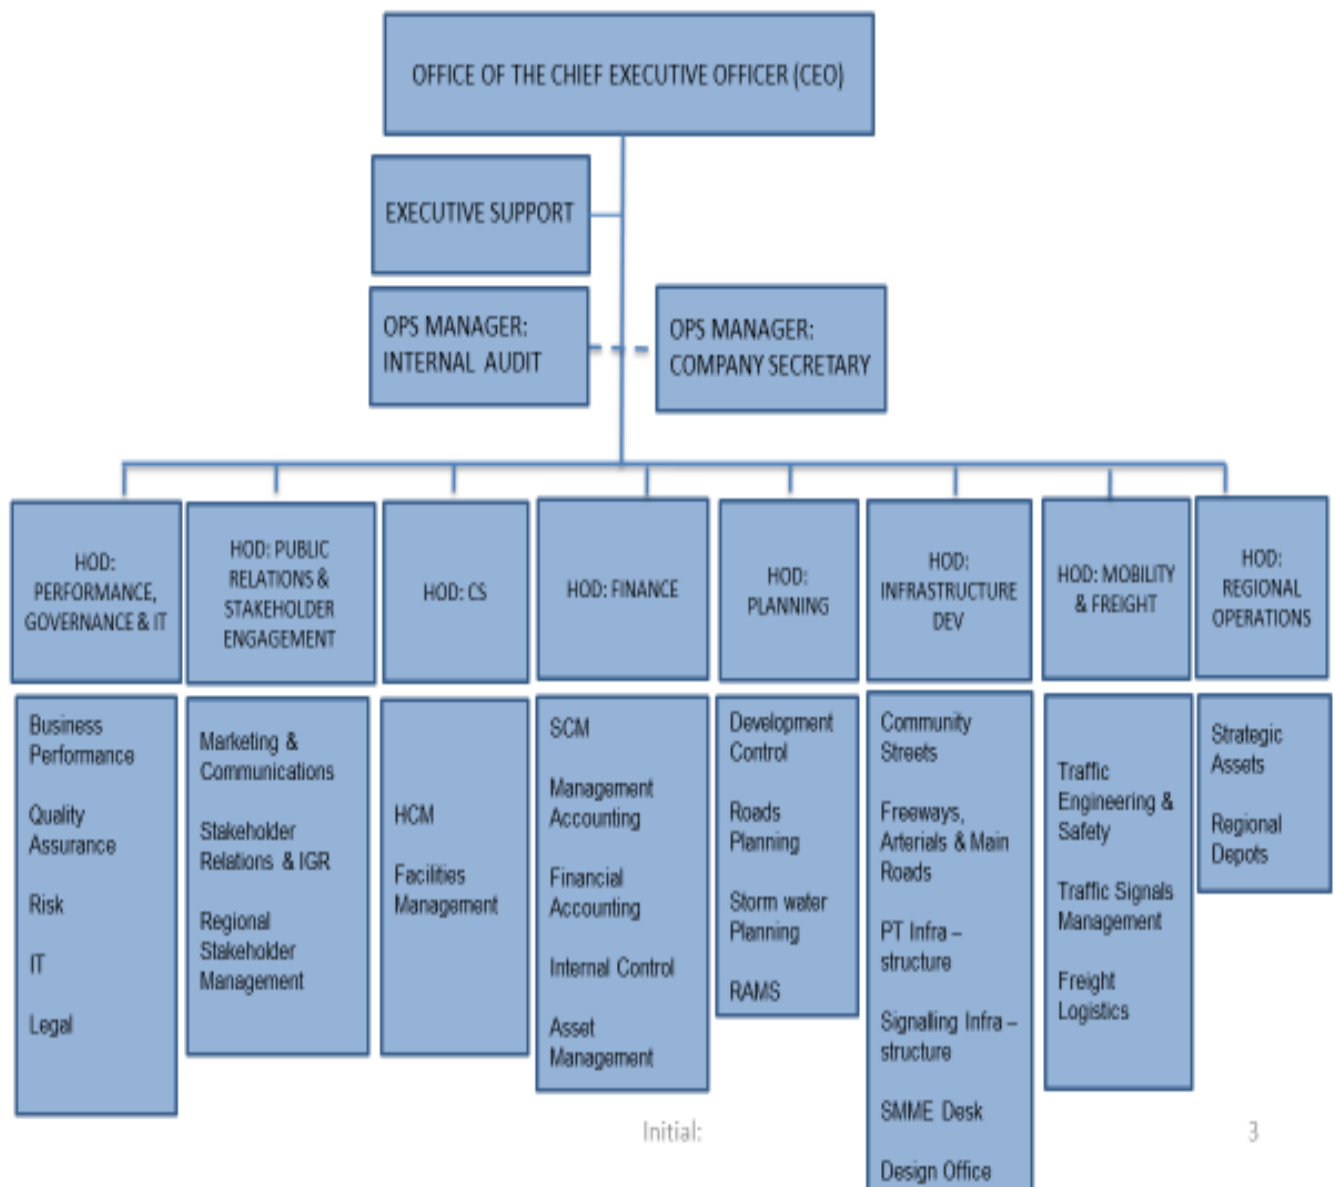 OFFICE OF THE CHIEF EXECUTIVE OFFICER (CEO)
EXECUTIVE SUPPORT
OPS MANAGER:
INTERNAL AUDIT
OPS MANAGER:
COMPANY SECRETARY
HOD:
PERFORMANCE,
GOVERNANCE & IT
HOD: PUBLIC
RELATIONS &
STAKEHOLDER
ENGAGEMENT
HOD: CS
HOD: FINANCE
HOD:
PLANNING
HOD:
INFRASTRUCTURE
DEV
HOD: MOBILITY
& FREIGHT
HOD:
REGIONAL
OPERATIONS
Business
Performance
Quality
Assurance
Risk
IT
Legal
Marketing &
Communications
Stakeholder
Relations & IGR
Regional
Stakeholder
Management
HCM
Facilities
Management
SCM
Management
Accounting
Financial
Accounting
Internal Control
Asset
Management
Development
Control
Roads
Planning
Storm water
Planning
RAMS
Community
Streets
Freeways,
Arterials & Main
Roads
PT Infra –
structure
Signalling Infra –
structure
SMME Desk
Design Office
Traffic
Engineering &
Safety
Traffic Signals
Management
Freight
Logistics
Strategic
Assets
Regional
Depots
Initial:
3